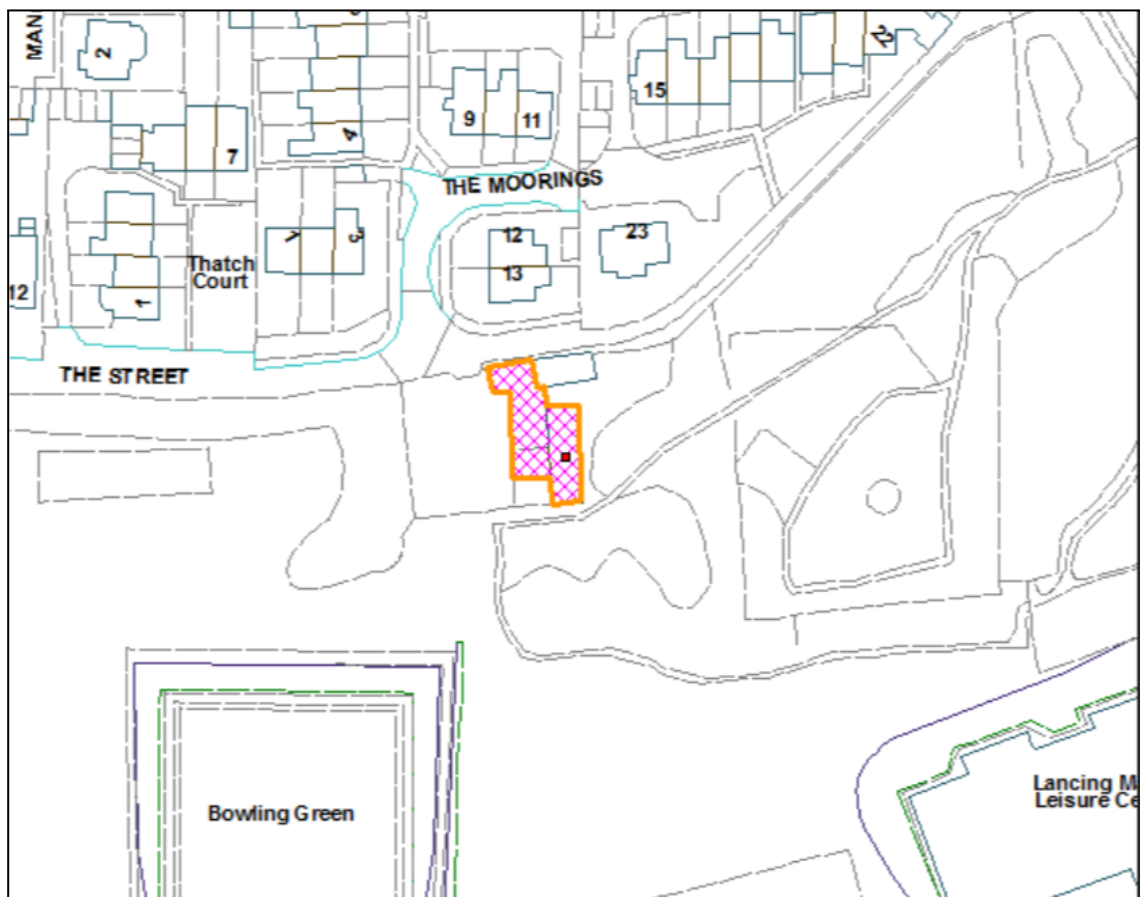 MAN
2
22
15
9
11
4
7
THE MOORINGS
12
13
23
Thatch
Court
1
12
THE STREET
Lancing M
Leisure Ce
Bowling Green